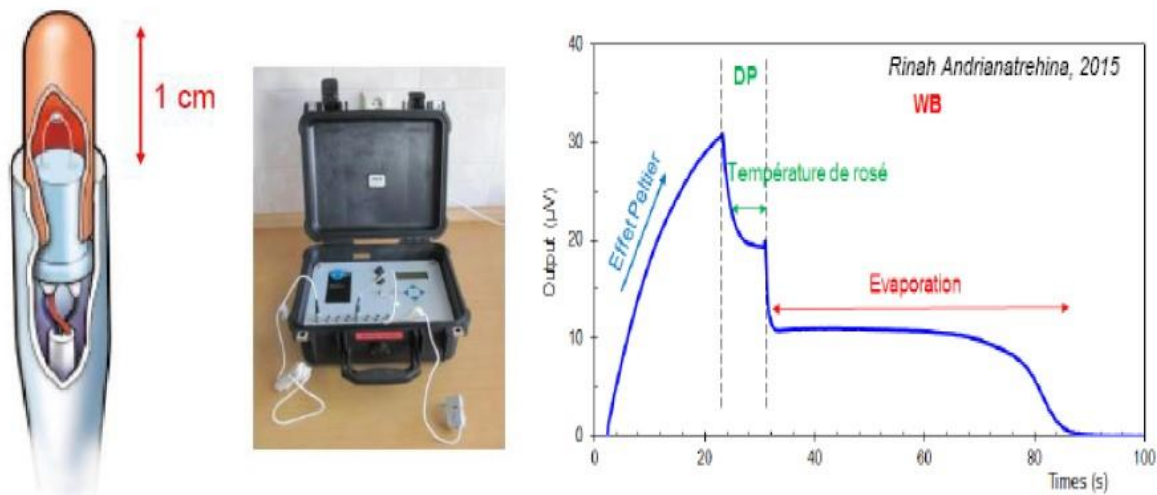 1 cm
Rinah Andrianatrehina, 2015
DP
WB
Température de rosé
Effet Peltier
Evaporation
Output (µV)
40
30
20
10
0
0
20
40
60
80
100
Times (s)